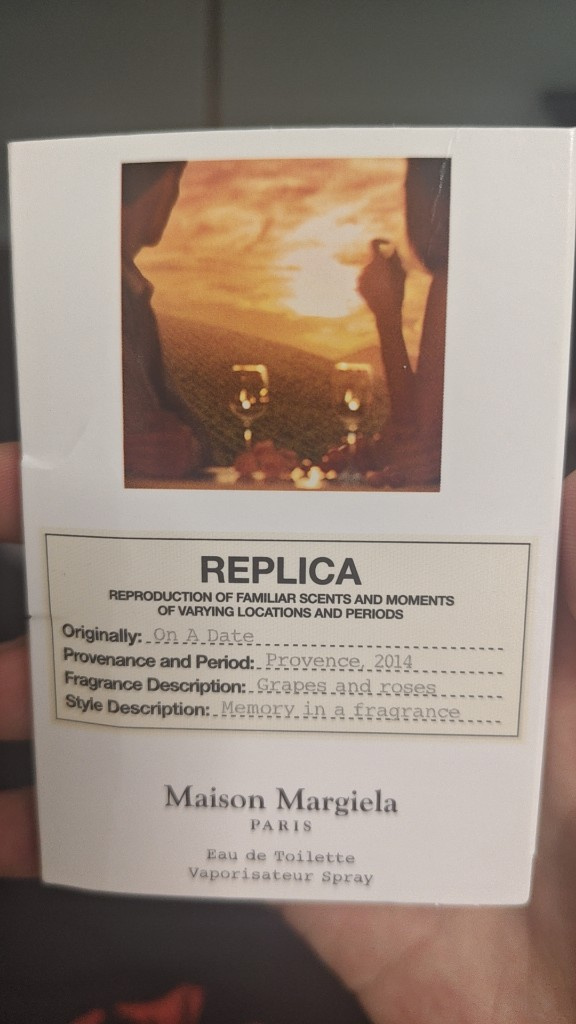 REPLICA
REPRODUCTION OF FAMILIAR SCENTS AND MOMENTS
OF VARYING LOCATIONS AND PERIODS
Originally: On A Date
Provenance and Period: Provence, 2014
Fragrance Description: Grapes and roses
Style Description: Memory in a fragrance
Maison Margiela
PARIS
Eau de Toilette
Vaporisateur Spray